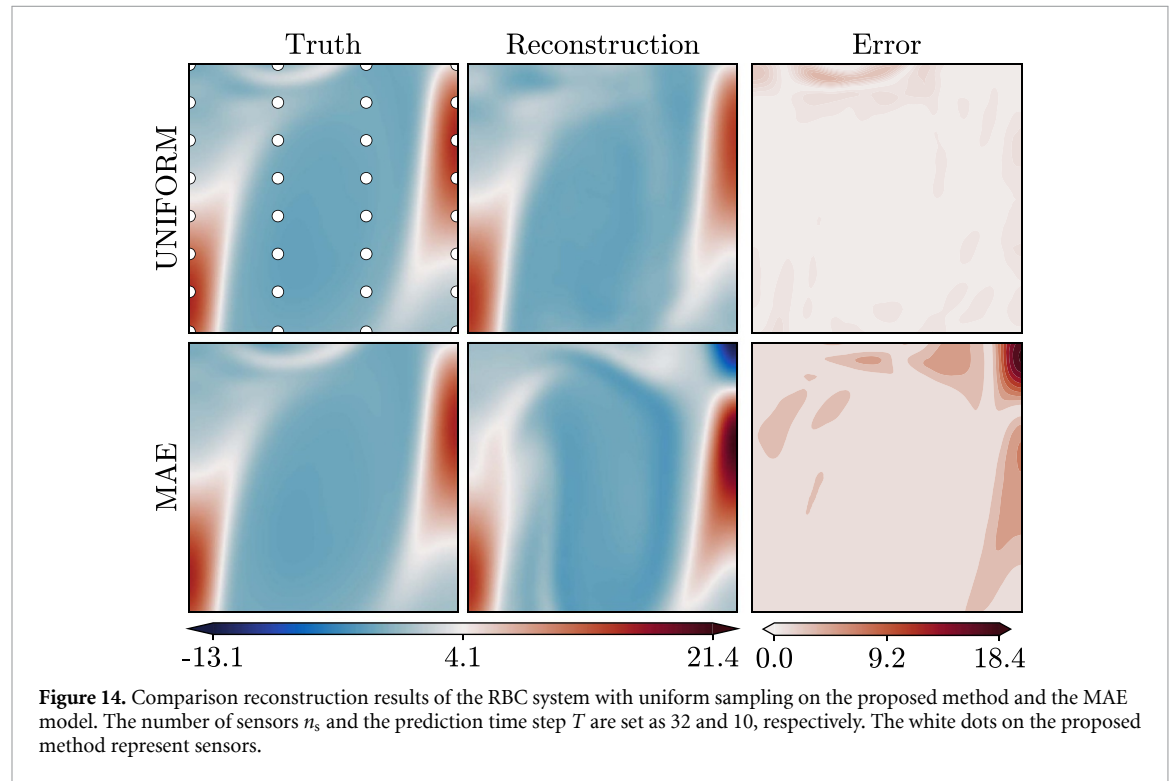 Truth Reconstruction Error
UNIFORM
MAE
-13.1 4.1 21.4 0.0 9.2 18.4
Figure 14. Comparison reconstruction results of the RBC system with uniform sampling on the proposed method and the MAE
model. The number of sensors nₛ and the prediction time step T are set as 32 and 10, respectively. The white dots on the proposed
method represent sensors.